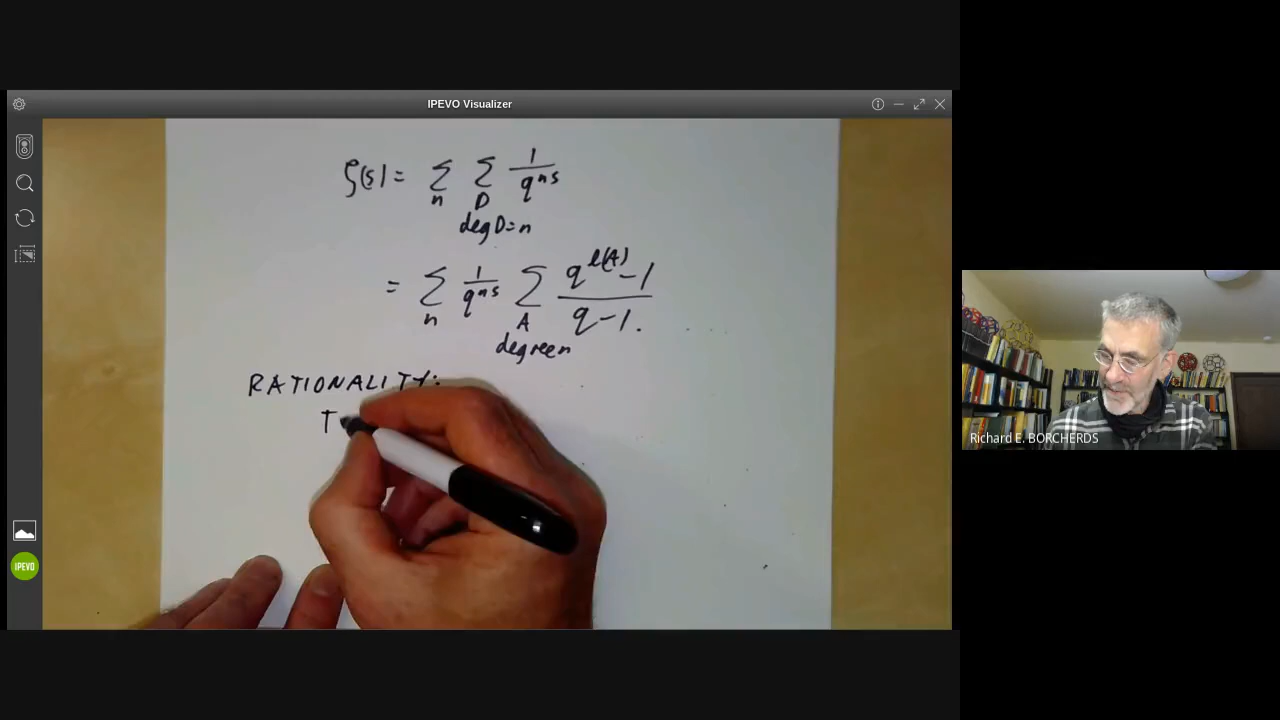 IPEVO Visualizer
ζ(s) = Σ Σ 1/q^ns
n D
deg D = n
= Σ 1/q^ns Σ q^l(A) - 1 / q - 1.
n A
degree n
RATIONALITY:
T
IPEVO
Richard E. BORCHERDS